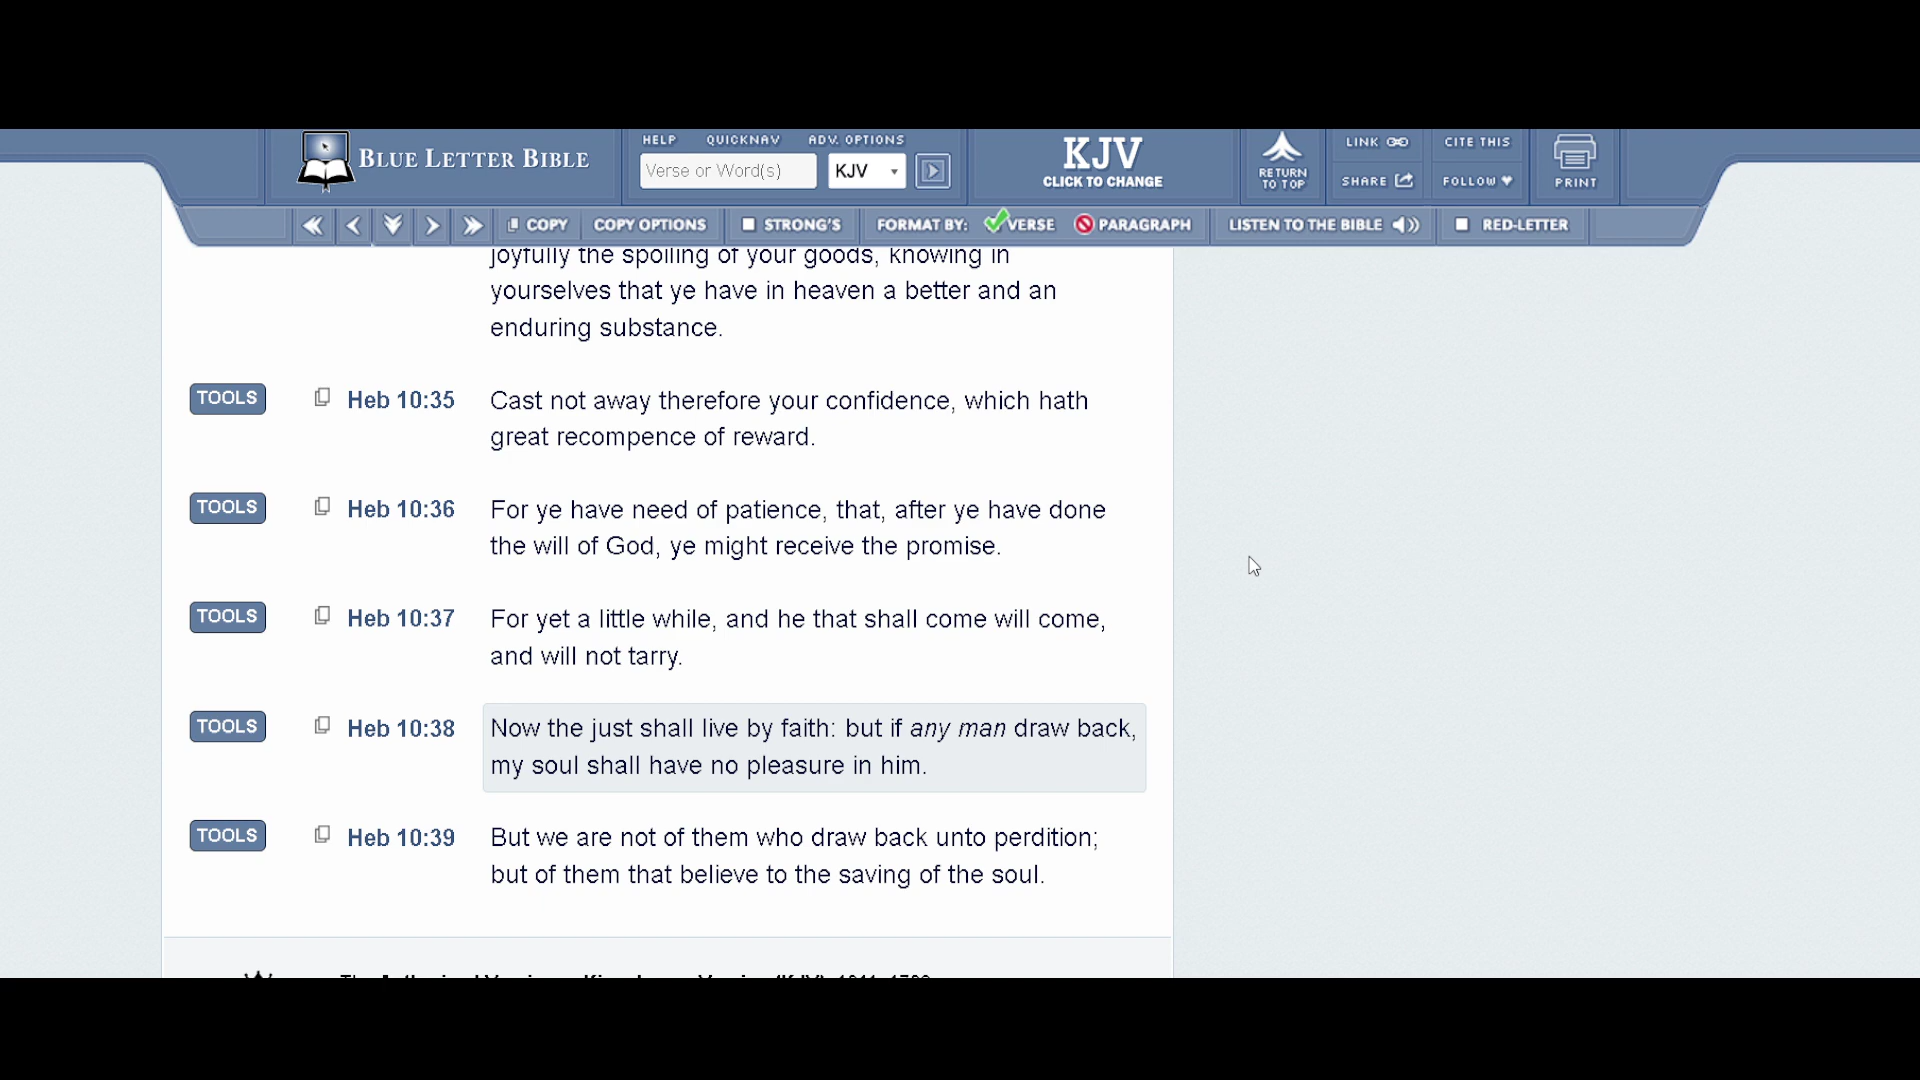 HELP QUICKNAV ADV. OPTIONS
BLUE LETTER BIBLE
Verse or Word(s) KJV
KJV
CLICK TO CHANGE
RETURN
TO TOP
LINK
SHARE
CITE THIS
FOLLOW
PRINT
COPY COPY OPTIONS STRONG'S FORMAT BY: VERSE PARAGRAPH LISTEN TO THE BIBLE RED-LETTER
joyfully the spoiling of your goods, knowing in
yourselves that ye have in heaven a better and an
enduring substance.
TOOLS Heb 10:35 Cast not away therefore your confidence, which hath
great recompence of reward.
TOOLS Heb 10:36 For ye have need of patience, that, after ye have done
the will of God, ye might receive the promise.
TOOLS Heb 10:37 For yet a little while, and he that shall come will come,
and will not tarry.
TOOLS Heb 10:38 Now the just shall live by faith: but if any man draw back,
my soul shall have no pleasure in him.
TOOLS Heb 10:39 But we are not of them who draw back unto perdition;
but of them that believe to the saving of the soul.